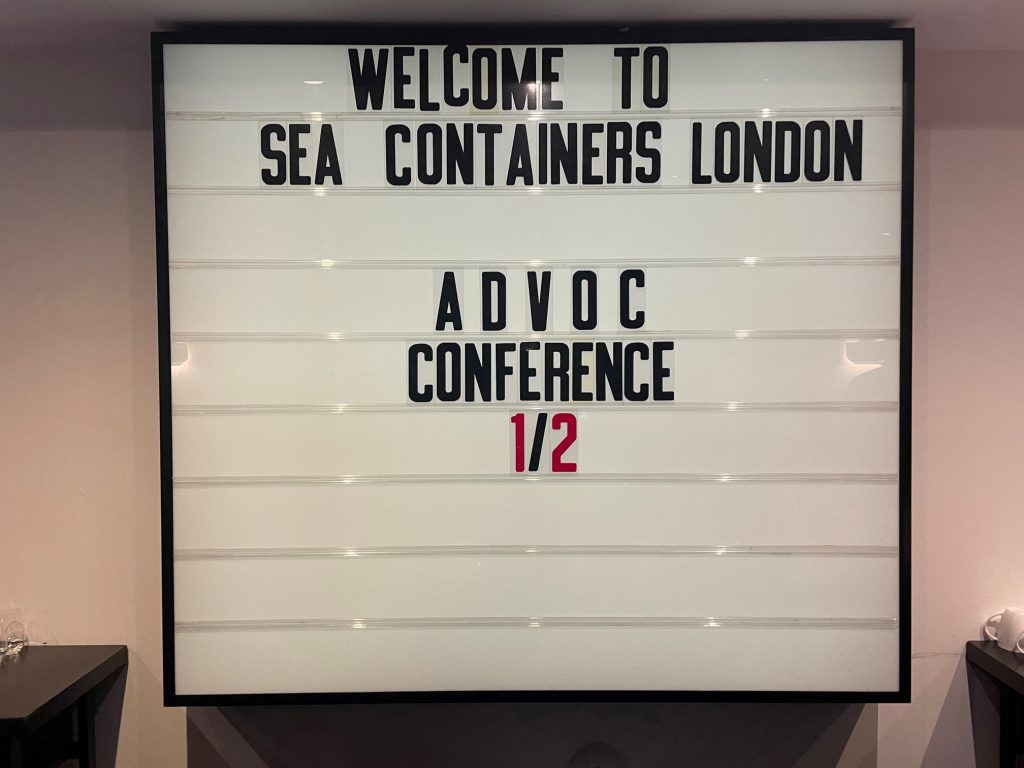 WELCOME TO
SEA CONTAINERS LONDON
ADVOC
CONFERENCE
1/2